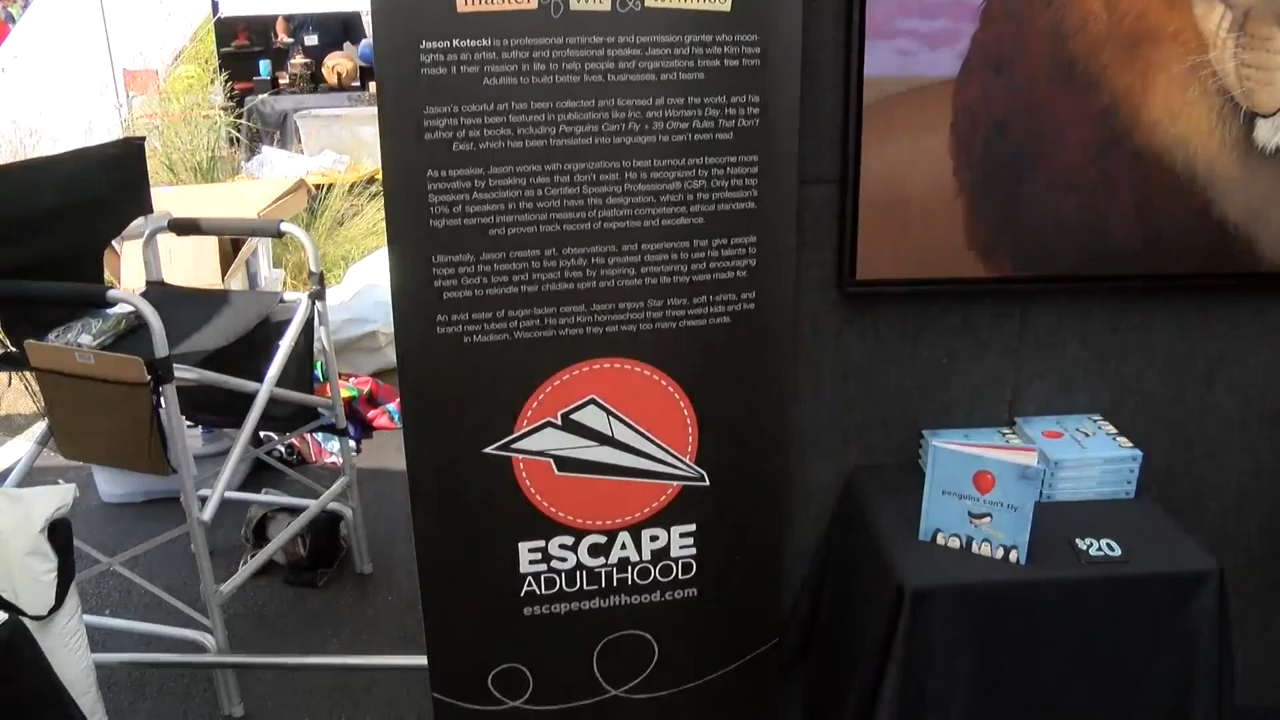 master of wit & whimsy
Jason Kotecki is a professional reminder-er and permission granter who moon-
lights as an artist, author and professional speaker. Jason and his wife Kim have
made it their mission in life to help people and organizations break free from
Adultitis to build better lives, businesses, and teams.
Jason's colorful art has been collected and licensed all over the world, and his
insights have been featured in publications like Inc. and Woman's Day. He is the
author of six books, including Penguins Can't Fly + 39 Other Rules That Don't
Exist, which has been translated into languages he can't even read.
As a speaker, Jason works with organizations to beat burnout and become more
innovative by breaking rules that don't exist. He is recognized by the National
Speakers Association as a Certified Speaking Professional® (CSP). Only the top
10% of speakers in the world have this designation, which is the profession's
highest earned international measure of platform competence, ethical standards,
and proven track record of expertise and excellence.
Ultimately, Jason creates art, observations, and experiences that give people
hope and the freedom to live joyfully. His greatest desire is to use his talents to
share God's love and impact lives by inspiring, entertaining and encouraging
people to rekindle their childlike spirit and create the life they were made for.
An avid eater of sugar-laden cereal, Jason enjoys Star Wars, soft t-shirts, and
brand new tubes of paint. He and Kim homeschool their three weird kids and live
in Madison, Wisconsin where they eat way too many cheese curds.
ESCAPE
ADULTHOOD
escapeadulthood.com
penguins can't fly
$20